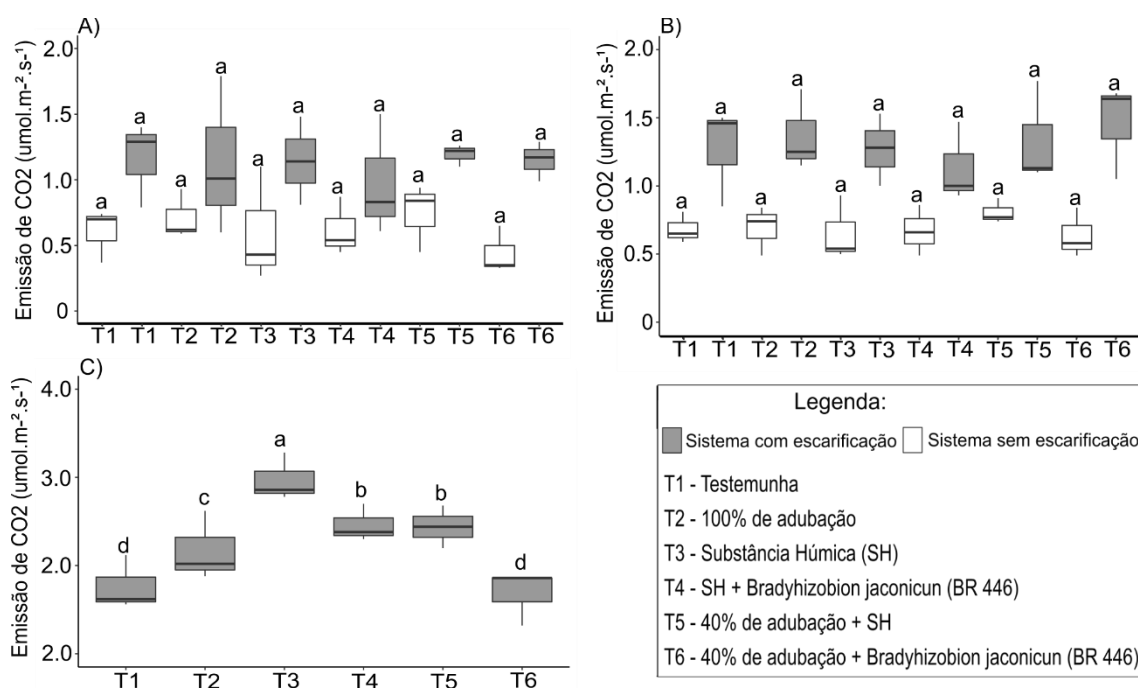 A)
Emissão de CO2 (umol.m-².s-¹)
2.0
1.5
1.0
0.5
0
a a a a a a a a a a a a
T1 T1 T2 T2 T3 T3 T4 T4 T5 T5 T6 T6
B)
Emissão de CO2 (umol.m-².s-¹)
2.0
1.5
1.0
0.5
0
a a a a a a a a a a a a
T1 T1 T2 T2 T3 T3 T4 T4 T5 T5 T6 T6
C)
Emissão de CO2 (umol.m-².s-¹)
4.0
3.0
2.0
2.0
d c a b b d
T1 T2 T3 T4 T5 T6
Legenda:
Sistema com escarificação Sistema sem escarificação
T1 - Testemunha
T2 - 100% de adubação
T3 - Substância Húmica (SH)
T4 - SH + Bradyhizobion jaconicun (BR 446)
T5 - 40% de adubação + SH
T6 - 40% de adubação + Bradyhizobion jaconicun (BR 446)